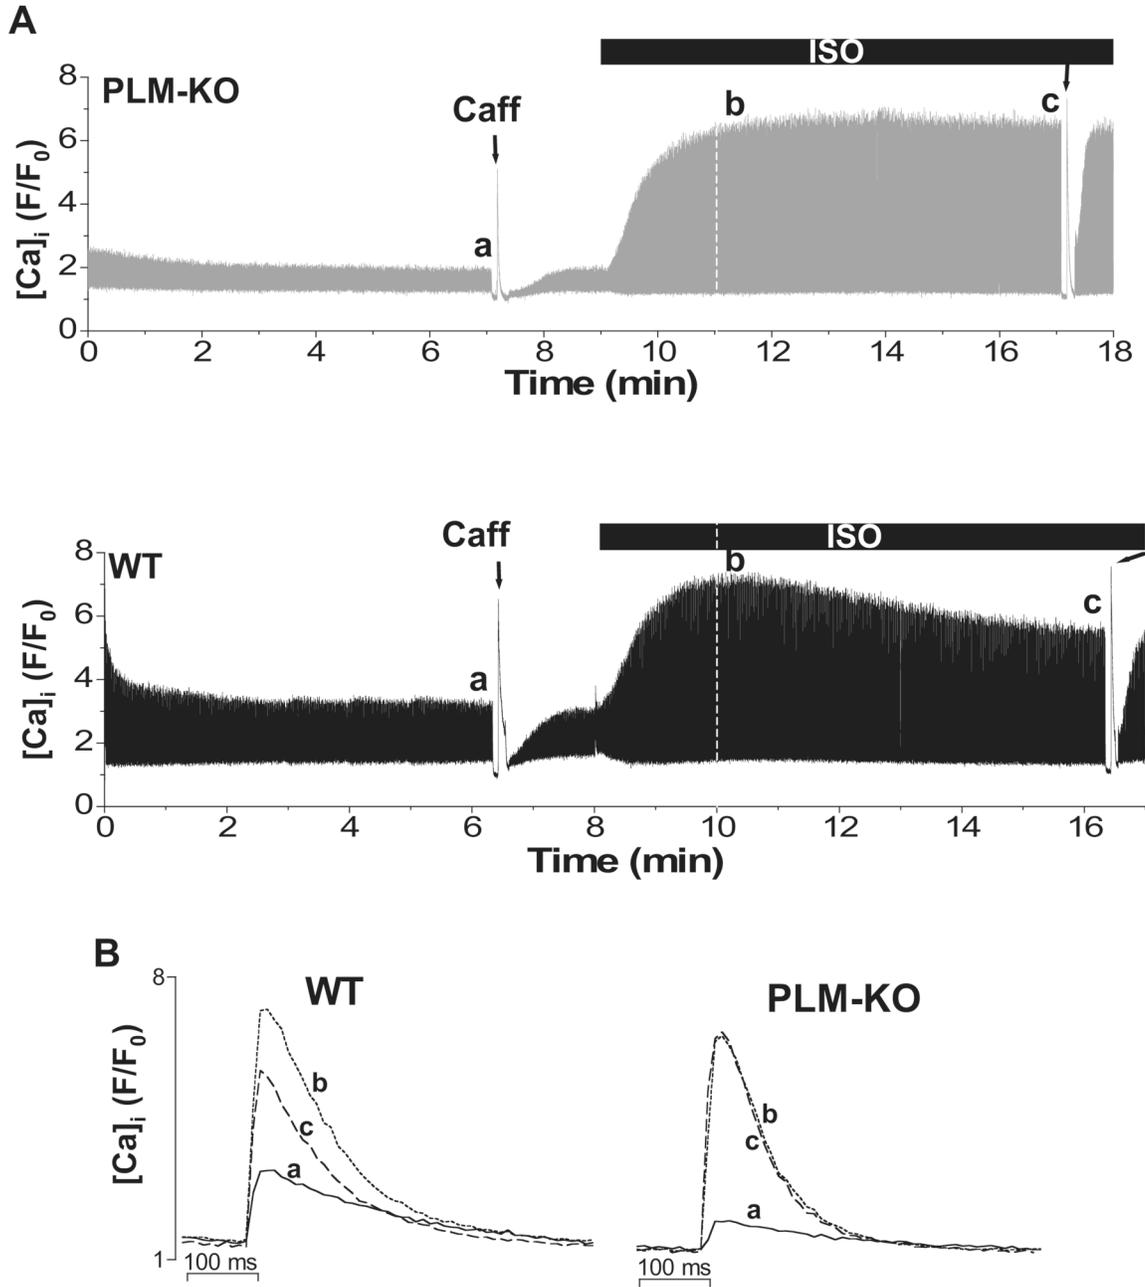 A
ISO
PLM-KO
Caff
a
b
c
[Ca]i (F/F0)
8
6
4
2
0
0 2 4 6 8 10 12 14 16 18
Time (min)
ISO
WT
Caff
a
b
c
[Ca]i (F/F0)
8
6
4
2
0
0 2 4 6 8 10 12 14 16
Time (min)
B
8
1
[Ca]i (F/F0)
WT
b
c
a
100 ms
PLM-KO
b
c
a
100 ms